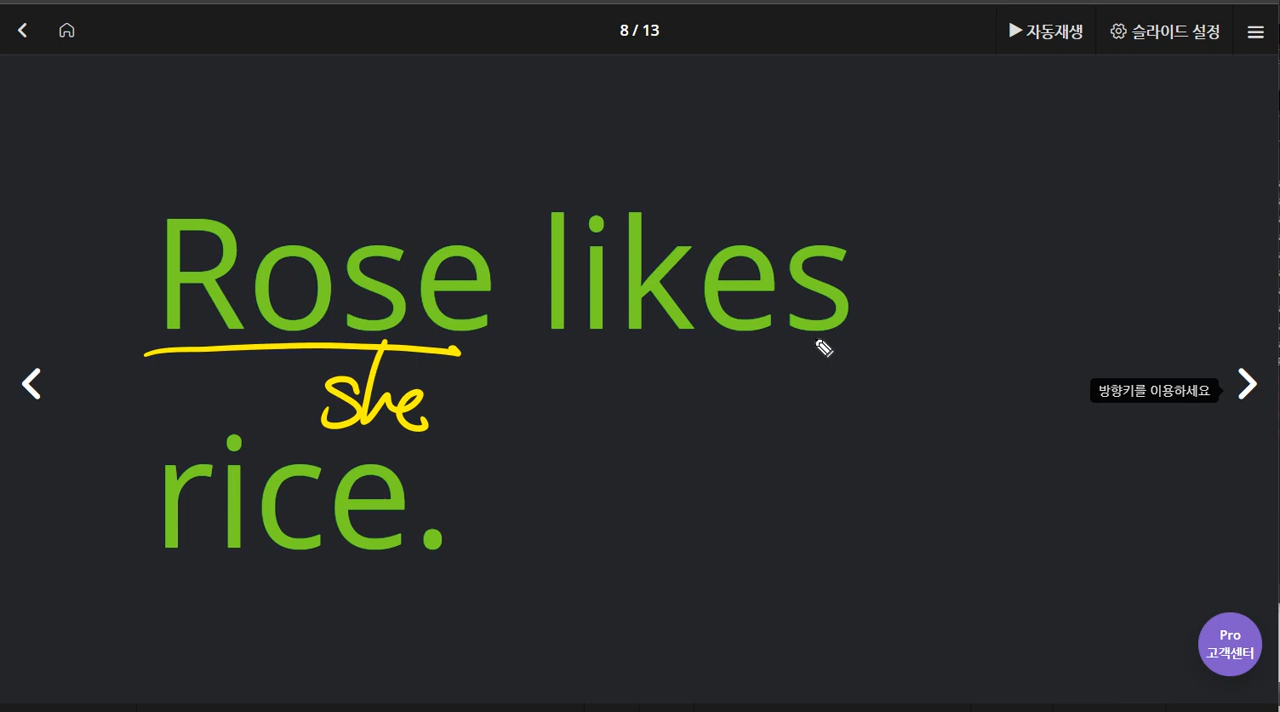 8 / 13
▶ 자동재생
슬라이드 설정
Rose likes
she
방향키를 이용하세요
rice.
Pro
고객센터